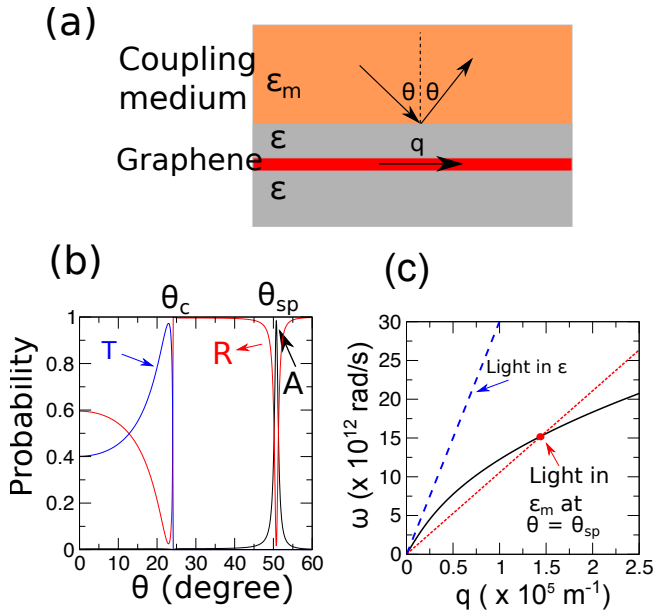 (a)
Coupling
medium
εm
θ θ
ε
q
Graphene
ε
(b)
θc
θsp
1
0.8
0.6
0.4
0.2
0
T
R
A
Probability
0 10 20 30 40 50 60
θ (degree)
(c)
30
25
20
15
10
5
0
Light in ε
Light in
εm at
θ = θsp
ω (x 10¹² rad/s)
0 0.5 1 1.5 2 2.5
q ( x 10⁵ m⁻¹)